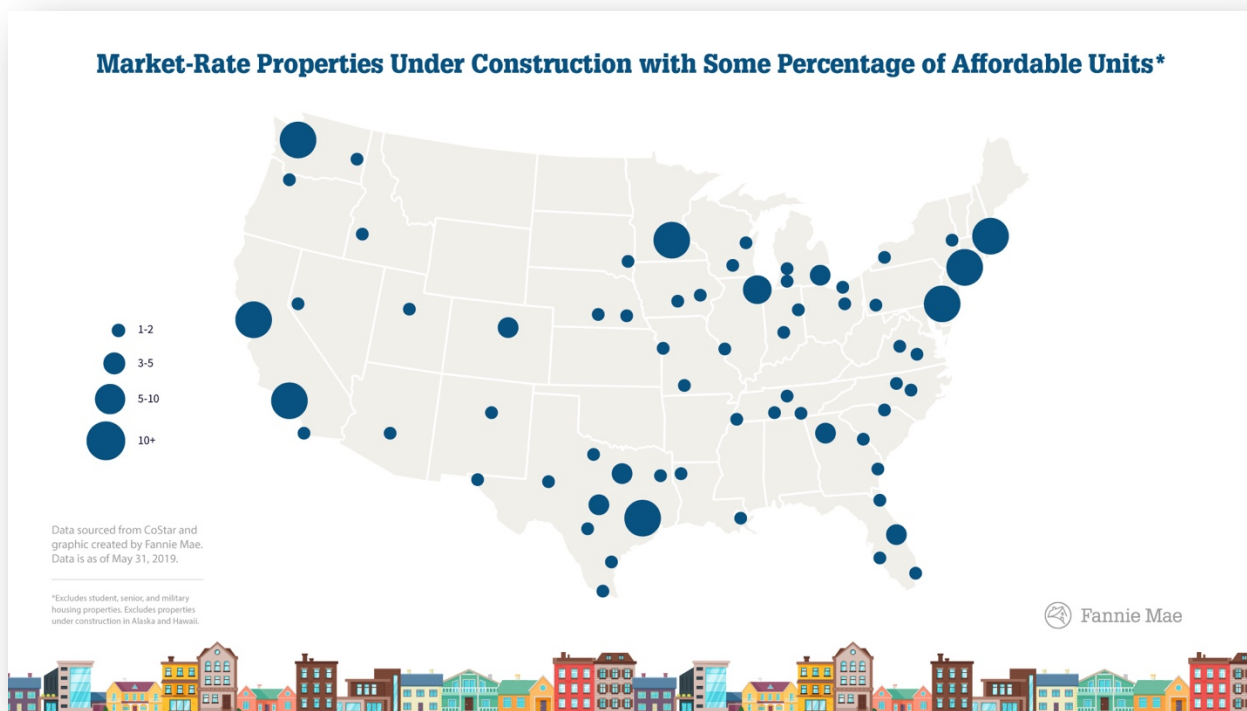 Market-Rate Properties Under Construction with Some Percentage of Affordable Units*
1-2
3-5
5-10
10+
Data sourced from CoStar and
graphic created by Fannie Mae.
Data is as of May 31, 2019.
*Excludes student, senior, and military
housing properties. Excludes properties
under construction in Alaska and Hawaii.
Fannie Mae